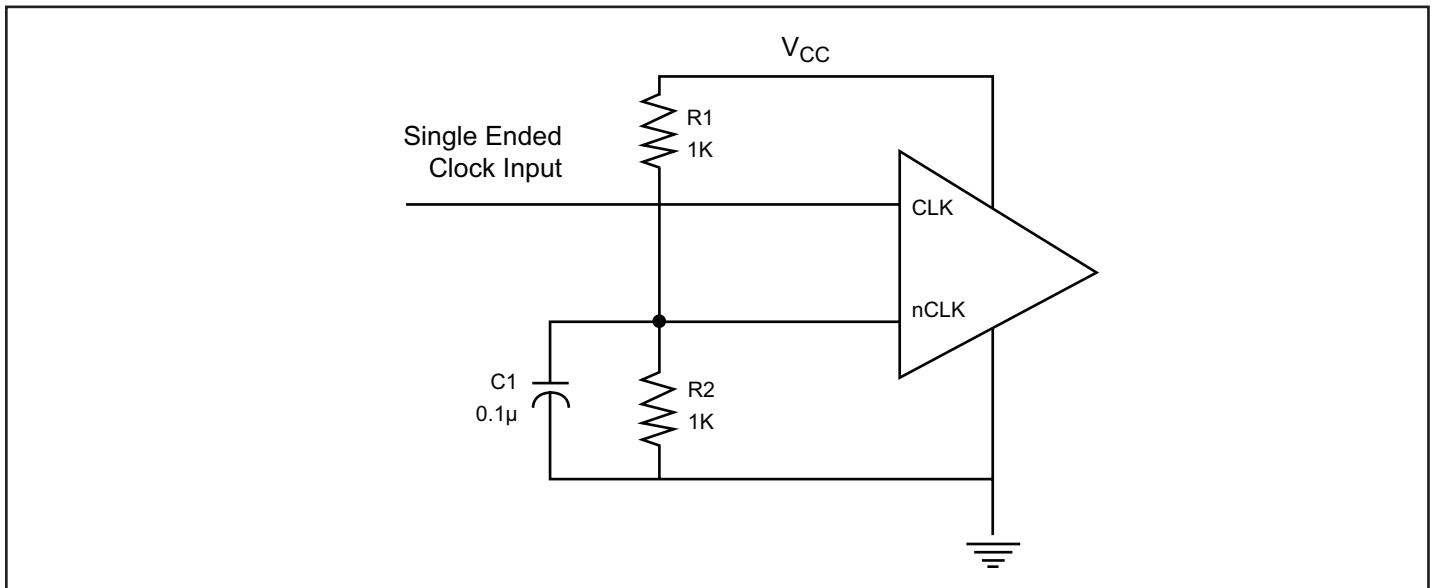 V_CC
R1
1K
Single Ended
Clock Input
CLK
nCLK
C1
0.1µ
R2
1K